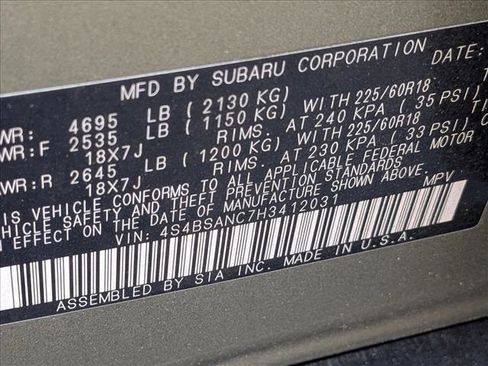 MFD BY SUBARU CORPORATION DATE:
WR: 4695 LB ( 2130 KG)
WR:F 2535 LB ( 1150 KG) WITH 225/60R18
18X7J RIMS. AT 240 KPA ( 35 PSI)
WR:R 2645 LB ( 1200 KG) WITH 225/60R18
18X7J RIMS. AT 230 KPA ( 33 PSI)
IS VEHICLE CONFORMS TO ALL APPLICABLE FEDERAL MOTOR
VEHICLE SAFETY AND THEFT PREVENTION STANDARDS
EFFECT ON THE DATE OF MANUFACTURE SHOWN ABOVE.
VIN: 4S4BSANC7H3412031 MPV
ASSEMBLED BY SIA INC. MADE IN U.S.A.